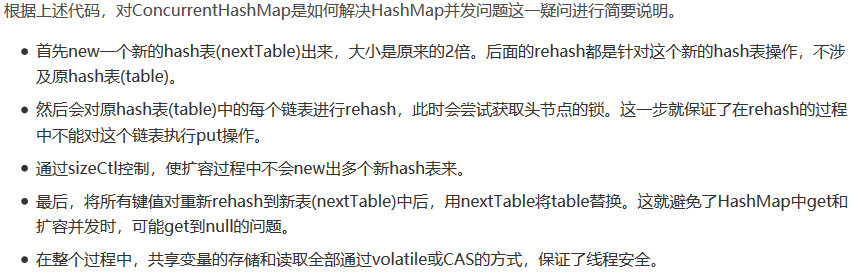 根据上述代码，对ConcurrentHashMap是如何解决HashMap并发问题这一疑问进行简要说明。
首先new一个新的hash表(nextTable)出来，大小是原来的2倍。后面的rehash都是针对这个新的hash表操作，不涉
及原hash表(table)。
然后会对原hash表(table)中的每个链表进行rehash，此时会尝试获取头节点的锁。这一步就保证了在rehash的过程
中不能对这个链表执行put操作。
通过sizeCtl控制，使扩容过程中不会new出多个新hash表来。
最后，将所有键值对重新rehash到新表(nextTable)中后，用nextTable将table替换。这就避免了HashMap中get和
扩容并发时，可能get到null的问题。
在整个过程中，共享变量的存储和读取全部通过volatile或CAS的方式，保证了线程安全。